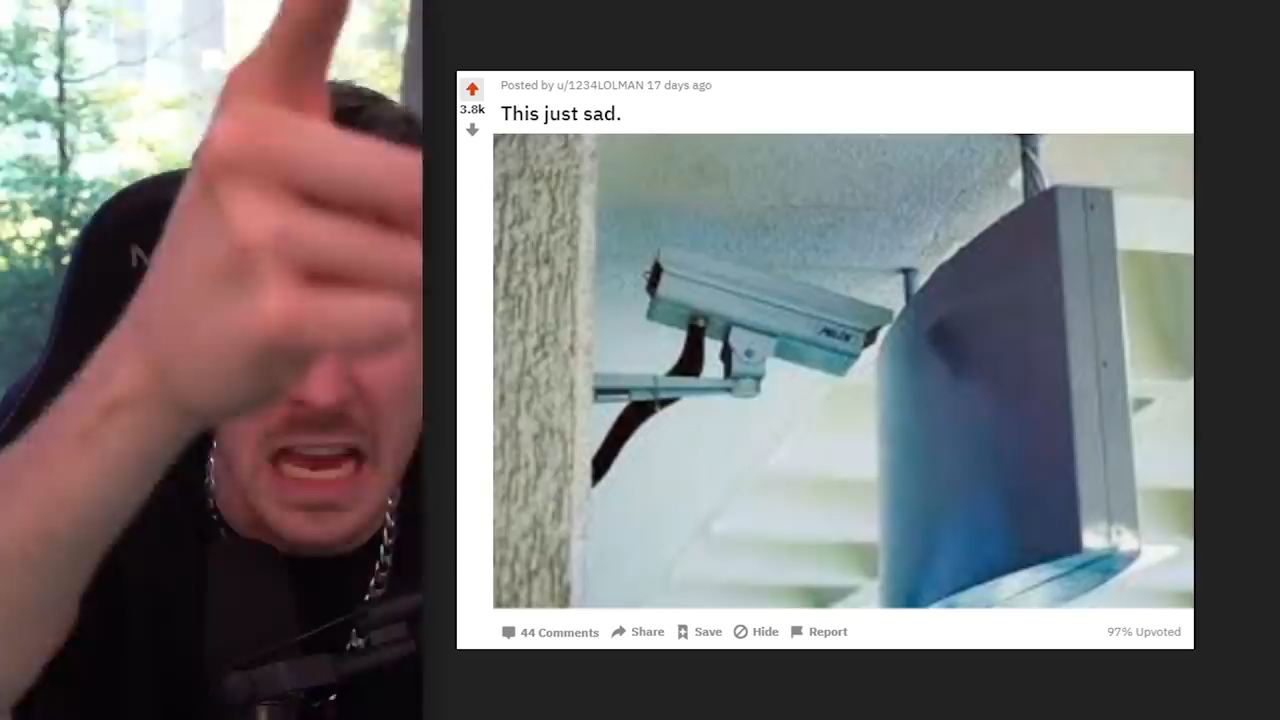 Posted by u/1234LOLMAN 17 days ago
3.8k
This just sad.
44 Comments Share Save Hide Report
97% Upvoted